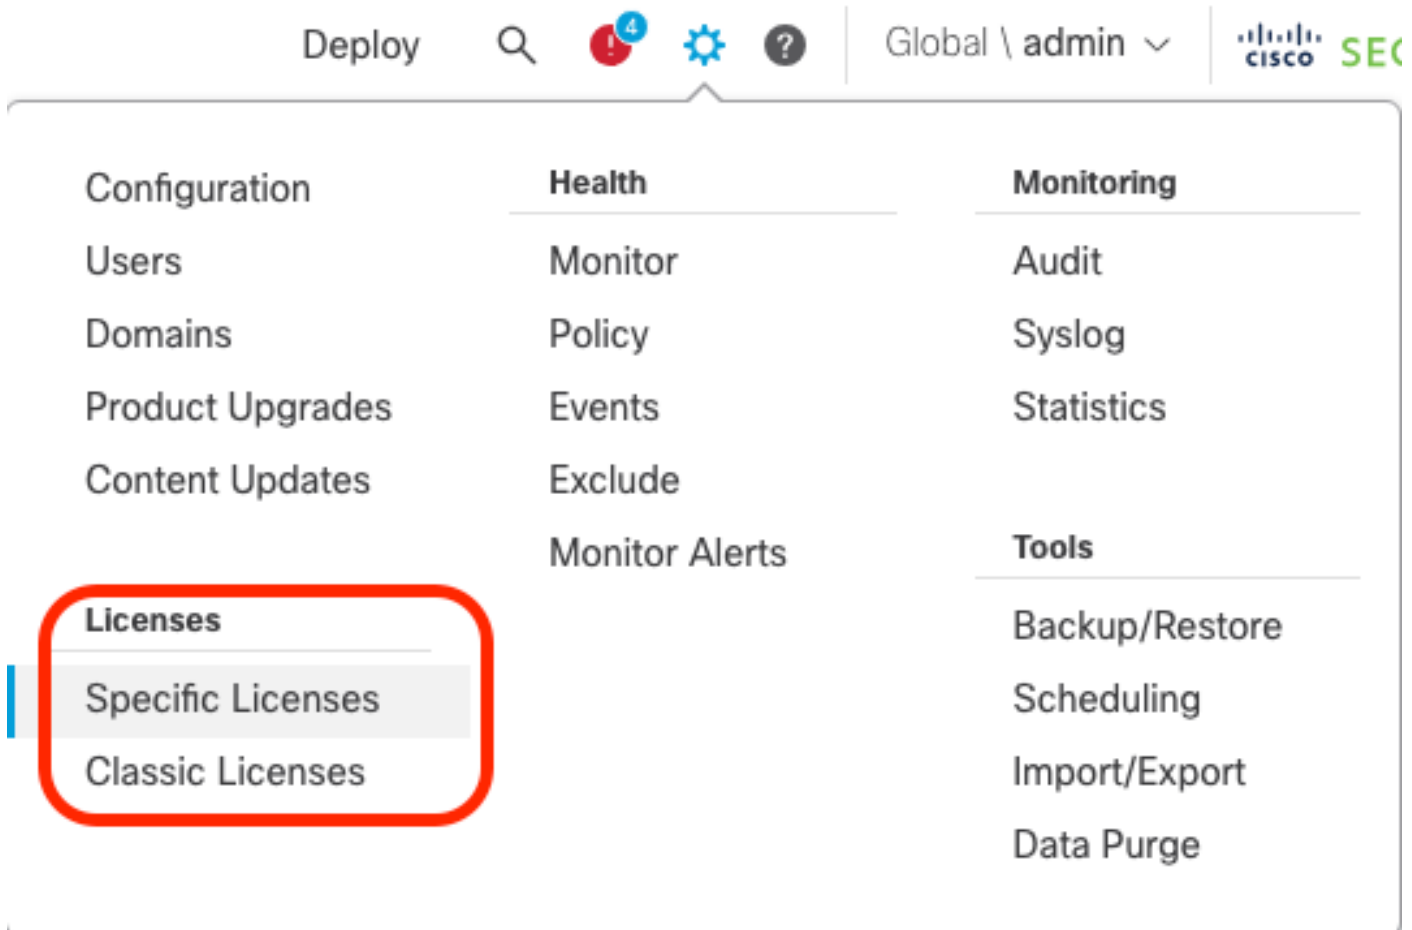 Deploy
4
Global \ admin
CISCO
SEC
Configuration
Users
Domains
Product Upgrades
Content Updates
Licenses
Specific Licenses
Classic Licenses
Health
Monitor
Policy
Events
Exclude
Monitor Alerts
Monitoring
Audit
Syslog
Statistics
Tools
Backup/Restore
Scheduling
Import/Export
Data Purge